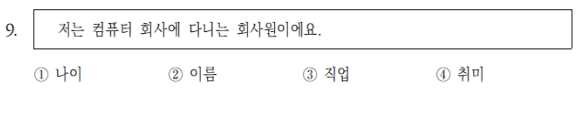 9. 저는 컴퓨터 회사에 다니는 회사원이에요.
① 나이 ② 이름 ③ 직업 ④ 취미